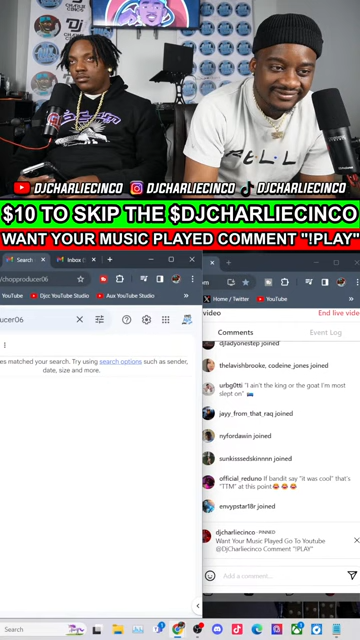 DJCHARLIECINCO DJCHARLIECINCO DJCHARLIECINCO
$10 TO SKIP THE $DJCHARLIECINCO
WANT YOUR MUSIC PLAYED COMMENT "!PLAY"
Search
Inbox
/chopproducer06
YouTube
Djcc YouTube Studio
Aux YouTube Studio
ucer06
es matched your search. Try using search options such as sender,
date, size and more.
X
Home / Twitter
YouTube
video
End live vide
Comments
Event Log
djladyonestep joined
thelavishbrooke, codeine_jones joined
urbg0tti "I ain't the king or the goat I'm most
slept on"
jayy_from_that_raq joined
nyfordawin joined
sunkisssedskinnnn joined
official_reduno If bandit say "it was cool" that's
"TTM" at this point
envypstar18r joined
djcharliecinco • PINNED
Want Your Music Played Go To Youtube
@DjCharliecinco Comment "!PLAY"
Add a comment...
Search